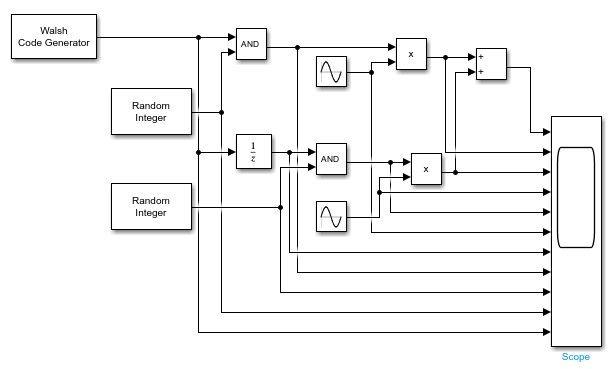 Walsh
Code Generator
AND
x
+
+
Random
Integer
1
z
AND
x
Random
Integer
Scope